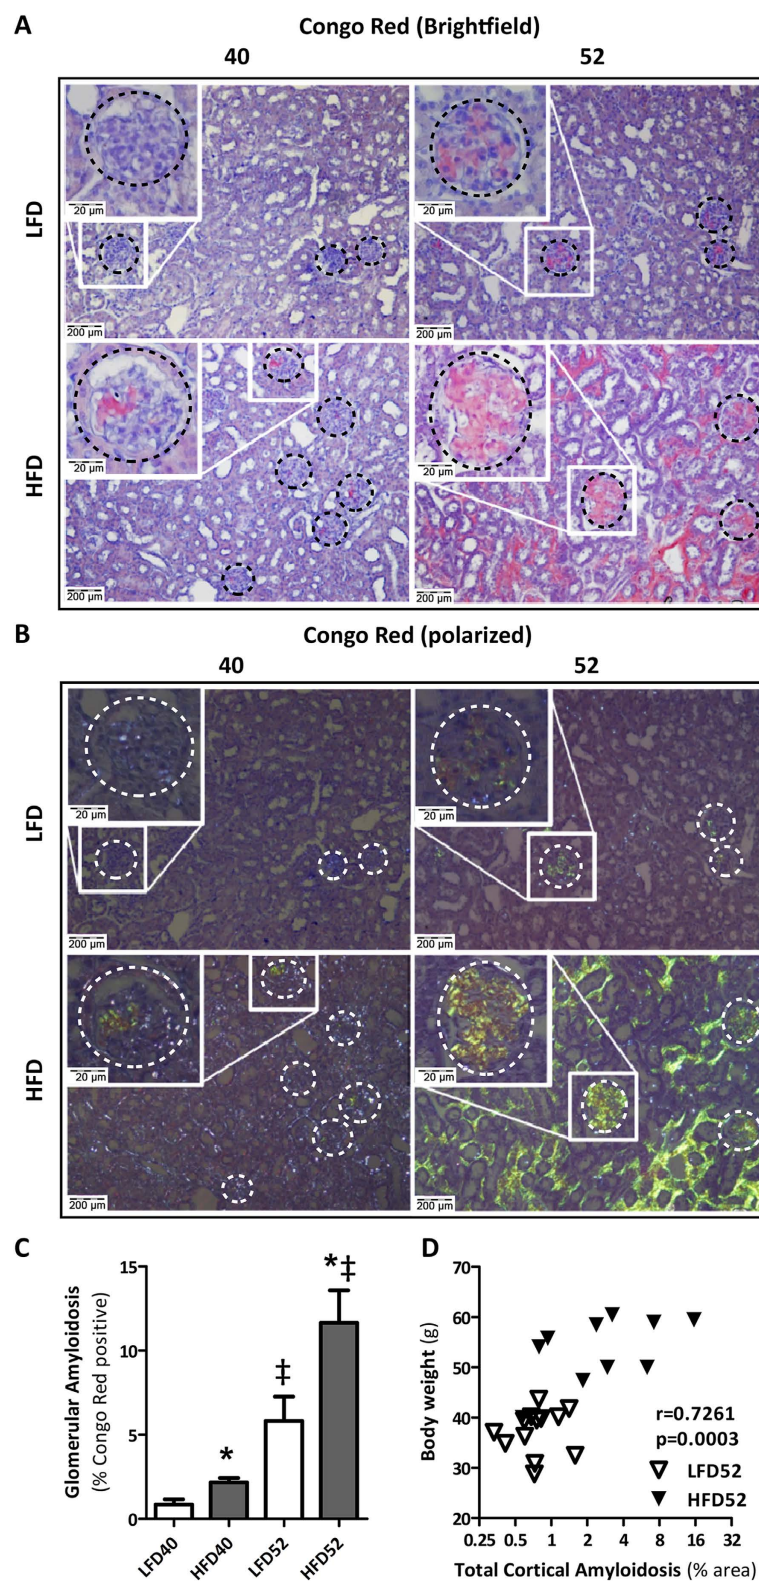 A
Congo Red (Brightfield)
40 52
LFD
20 µm
20 µm
200 µm
200 µm
HFD
20 µm
20 µm
200 µm
200 µm
B
Congo Red (polarized)
40 52
LFD
20 µm
20 µm
200 µm
200 µm
HFD
20 µm
20 µm
200 µm
200 µm
C
Glomerular Amyloidosis
(% Congo Red positive)
15
10
5
0
*
‡
*‡
LFD40 HFD40 LFD52 HFD52
D
Body weight (g)
70
60
50
40
30
20
r=0.7261
p=0.0003
LFD52
HFD52
0.25 0.5 1 2 4 8 16 32
Total Cortical Amyloidosis (% area)